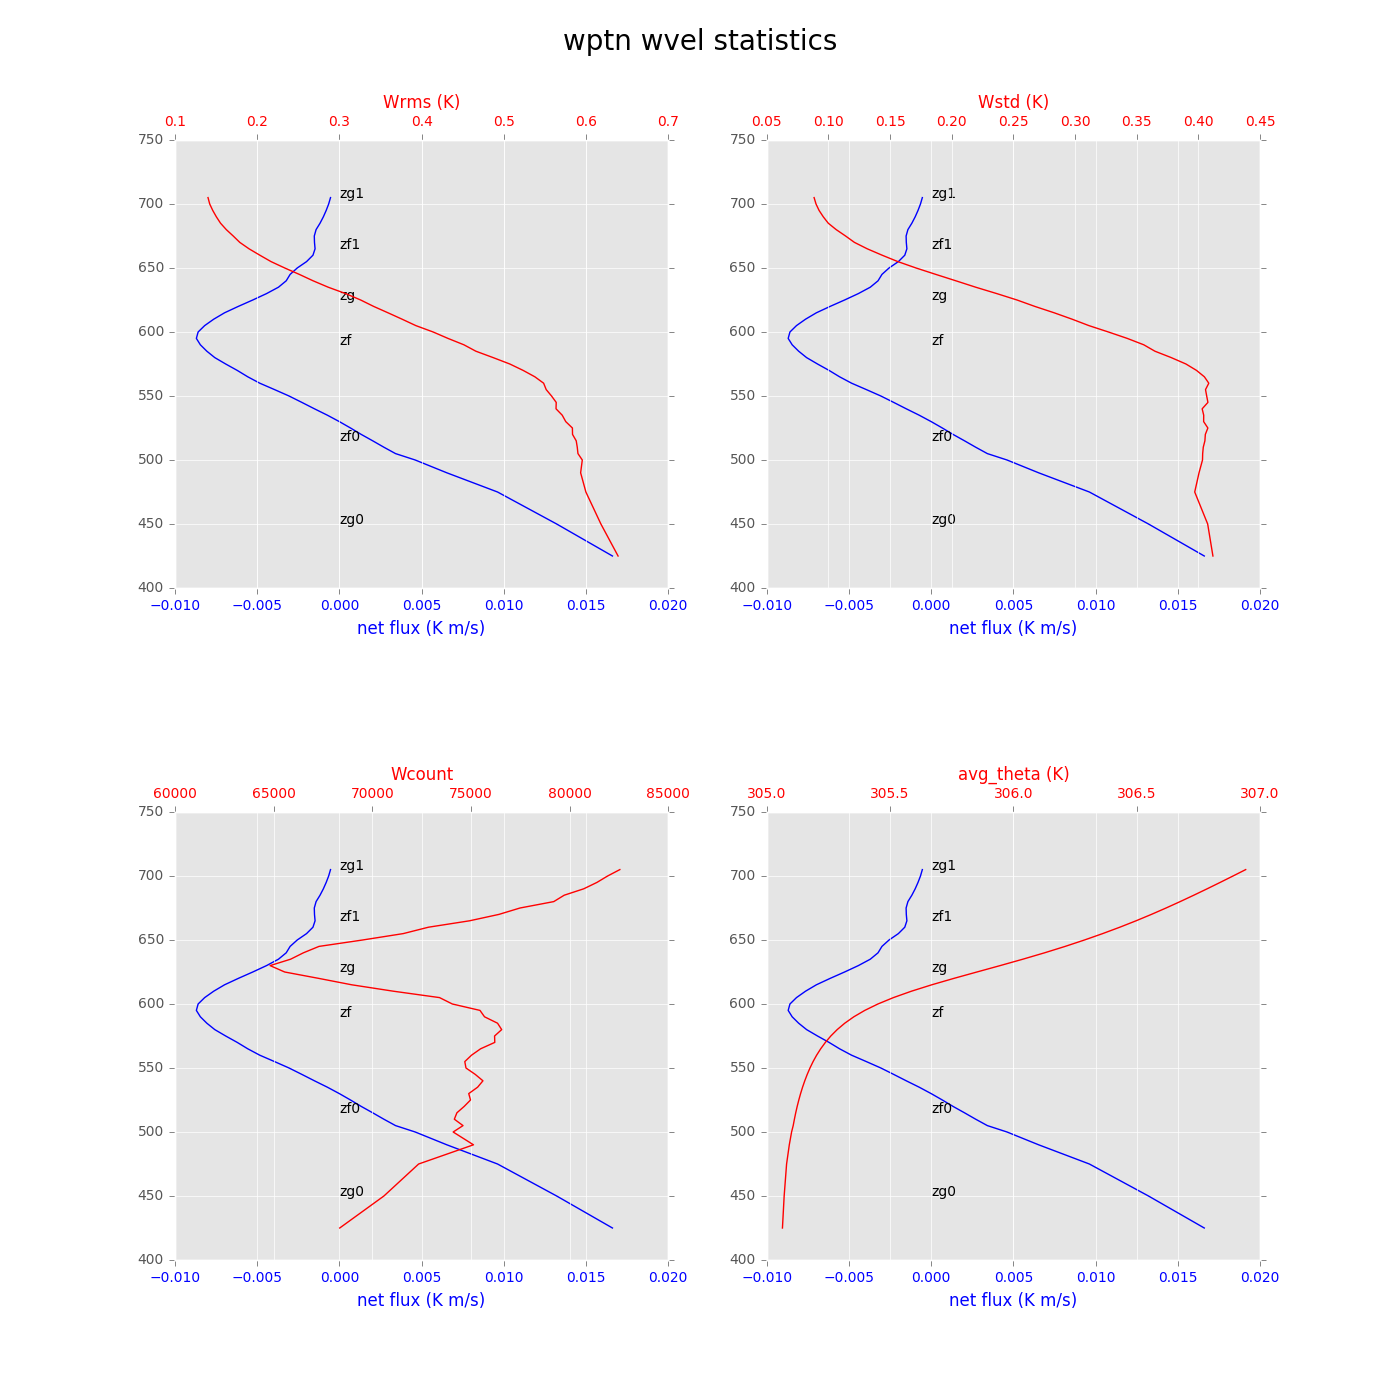 wptn wvel statistics
Wrms (K)
0.1 0.2 0.3 0.4 0.5 0.6 0.7
750
700
650
600
550
500
450
400
zg1
zf1
zg
zf
zf0
zg0
−0.010 −0.005 0.000 0.005 0.010 0.015 0.020
net flux (K m/s)
Wstd (K)
0.05 0.10 0.15 0.20 0.25 0.30 0.35 0.40 0.45
750
700
650
600
550
500
450
400
zg1
zf1
zg
zf
zf0
zg0
−0.010 −0.005 0.000 0.005 0.010 0.015 0.020
net flux (K m/s)
Wcount
60000 65000 70000 75000 80000 85000
750
700
650
600
550
500
450
400
zg1
zf1
zg
zf
zf0
zg0
−0.010 −0.005 0.000 0.005 0.010 0.015 0.020
net flux (K m/s)
avg_theta (K)
305.0 305.5 306.0 306.5 307.0
750
700
650
600
550
500
450
400
zg1
zf1
zg
zf
zf0
zg0
−0.010 −0.005 0.000 0.005 0.010 0.015 0.020
net flux (K m/s)